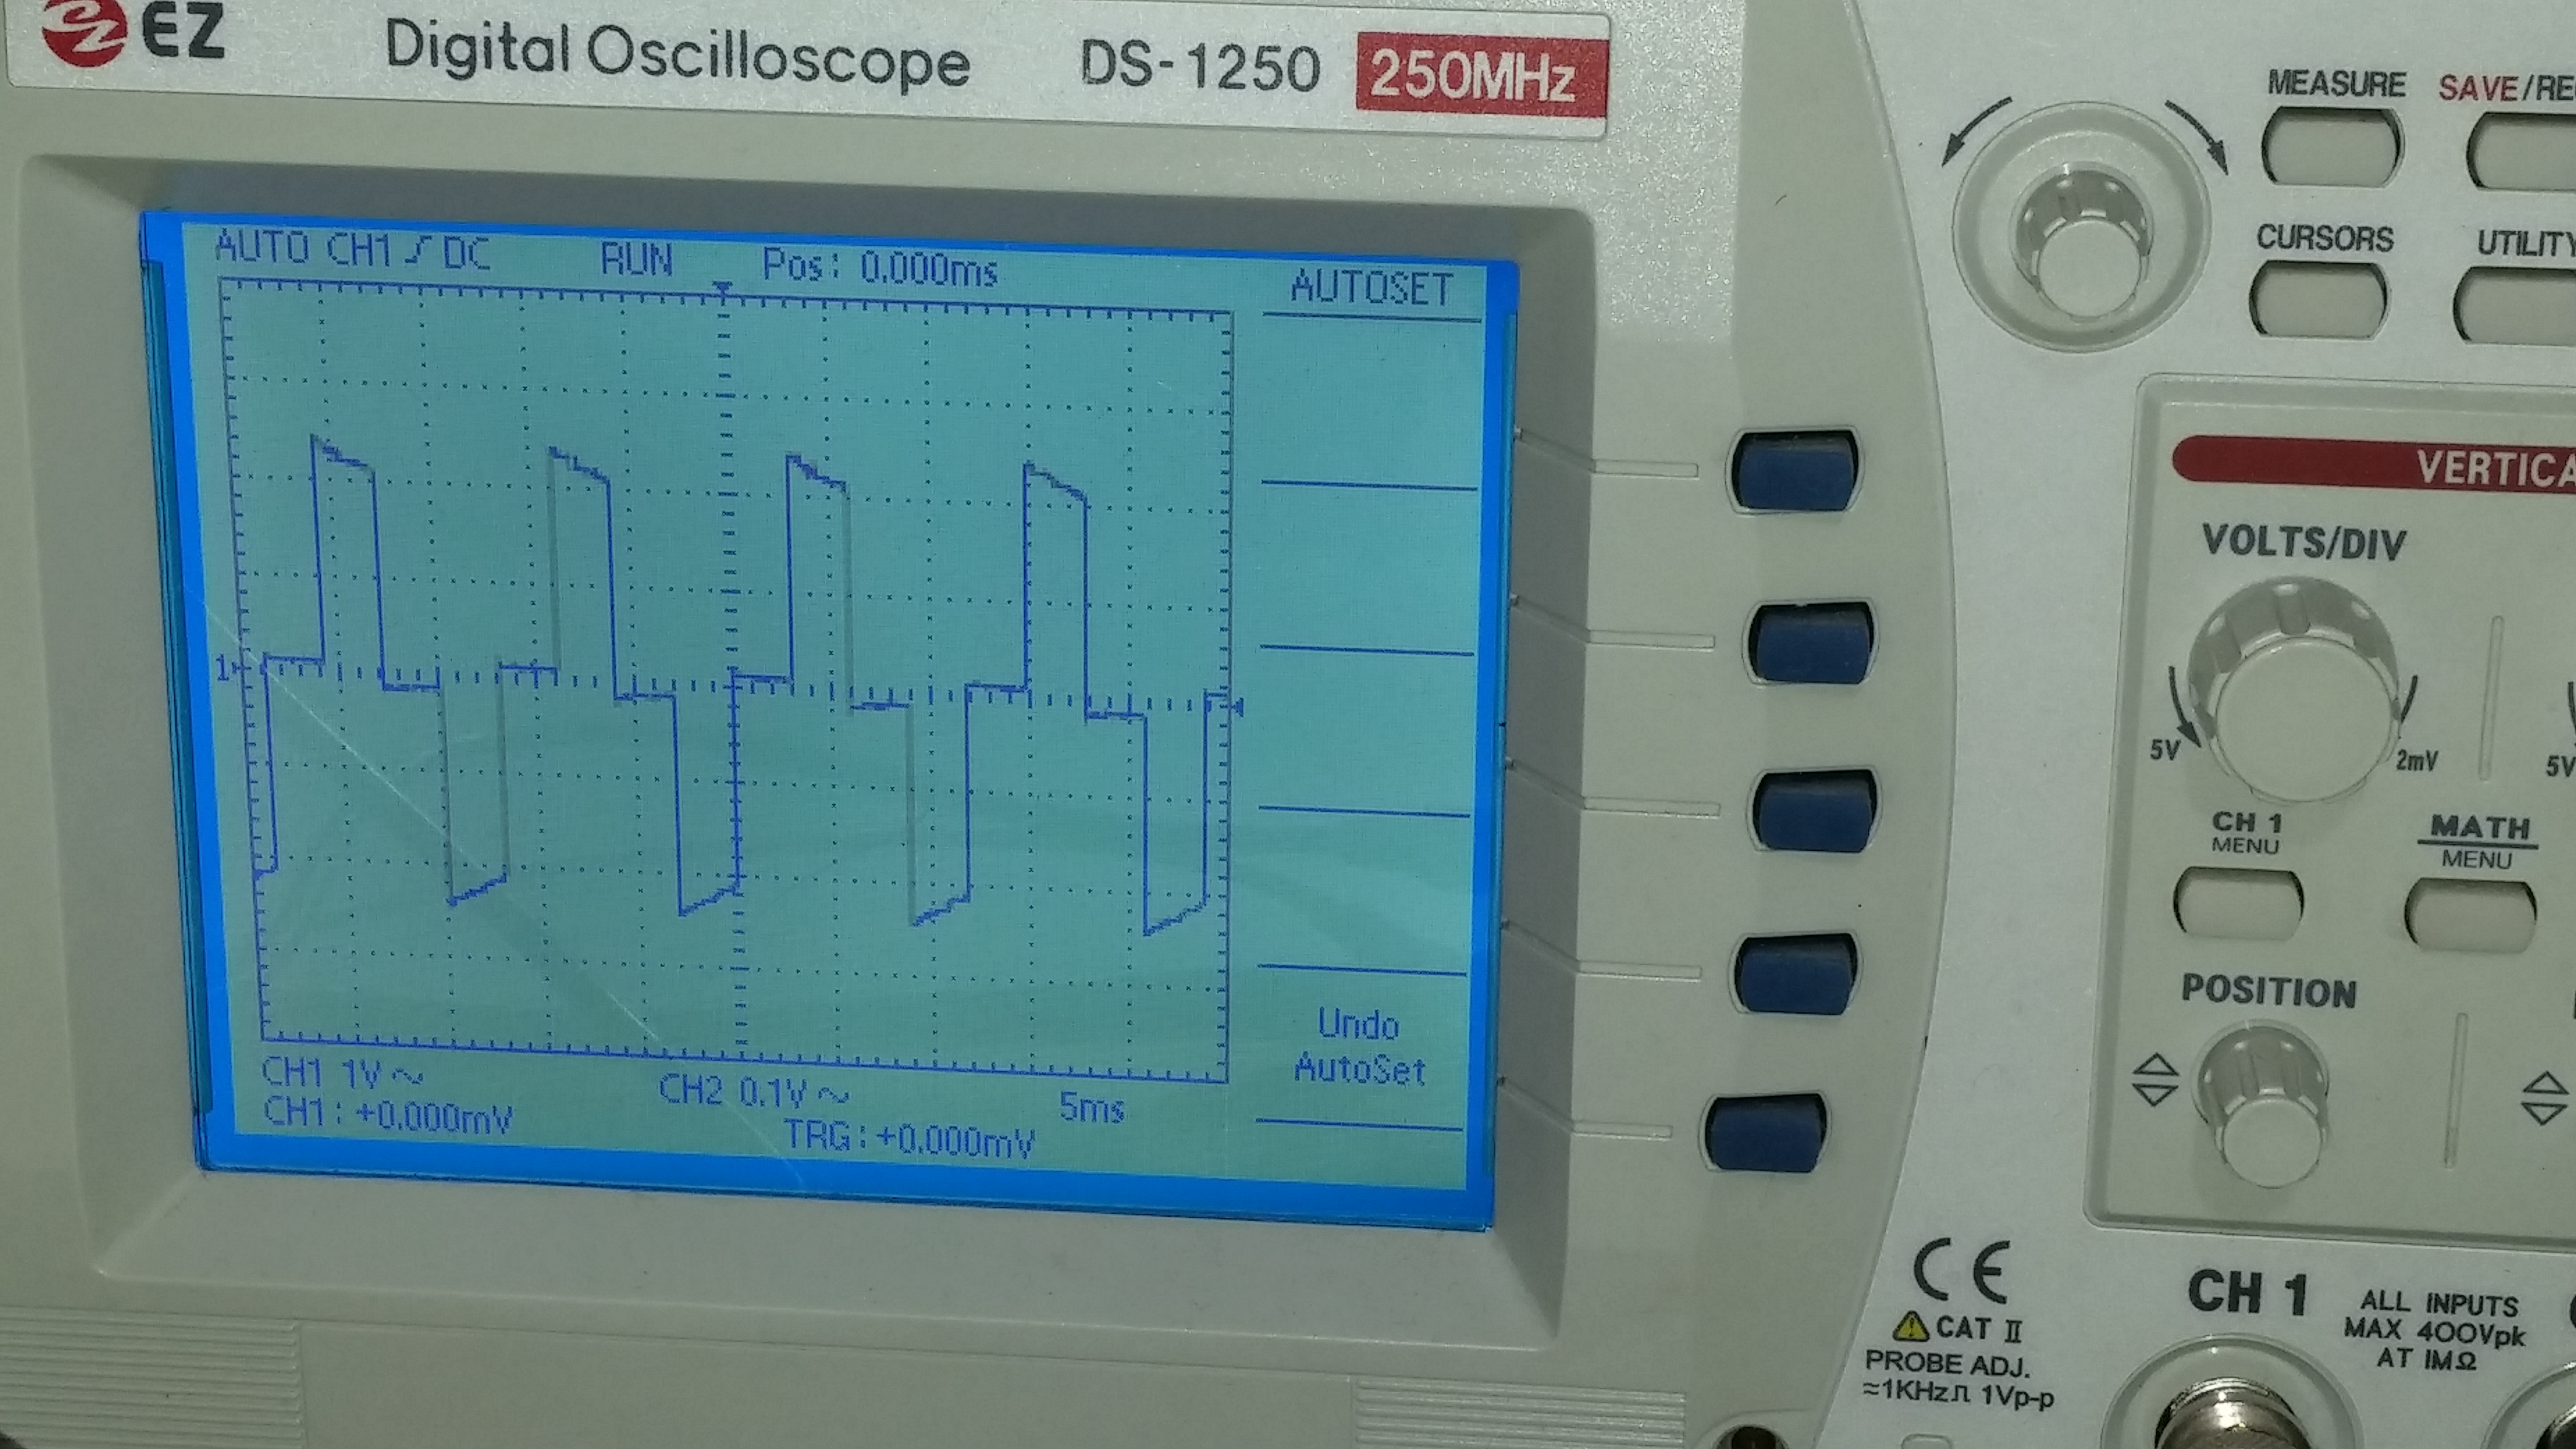 EZ Digital Oscilloscope DS-1250 250MHz
AUTO CH1 DC RUN Pos: 0.000ms
AUTOSET
1
Undo
AutoSet
CH1 1V ~ CH2 0.1V ~ 5ms
CH1: +0.000mV TRG: +0.000mV
MEASURE SAVE/RE
CURSORS UTILITY
VERTICA
VOLTS/DIV
5V 2mV 5V
CH 1
MENU
MATH
MENU
POSITION
CE
CAT II
PROBE ADJ.
≈1KHz⎍ 1Vp-p
CH 1
ALL INPUTS
MAX 400Vpk
AT 1MΩ